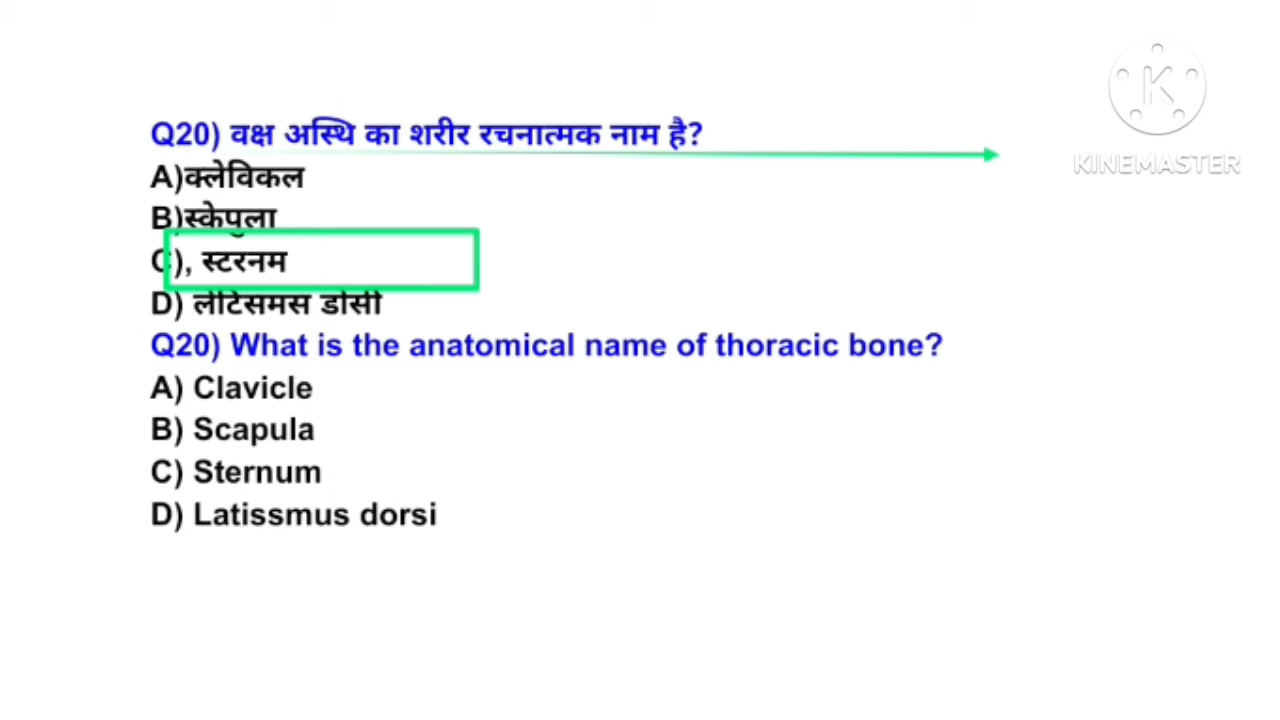 Q20) वक्ष अस्थि का शरीर रचनात्मक नाम है?
A)क्लेविकल
B)स्केपुला
C), स्टरनम
D) लेटिसमस डोर्सी
Q20) What is the anatomical name of thoracic bone?
A) Clavicle
B) Scapula
C) Sternum
D) Latissmus dorsi
KINEMASTER